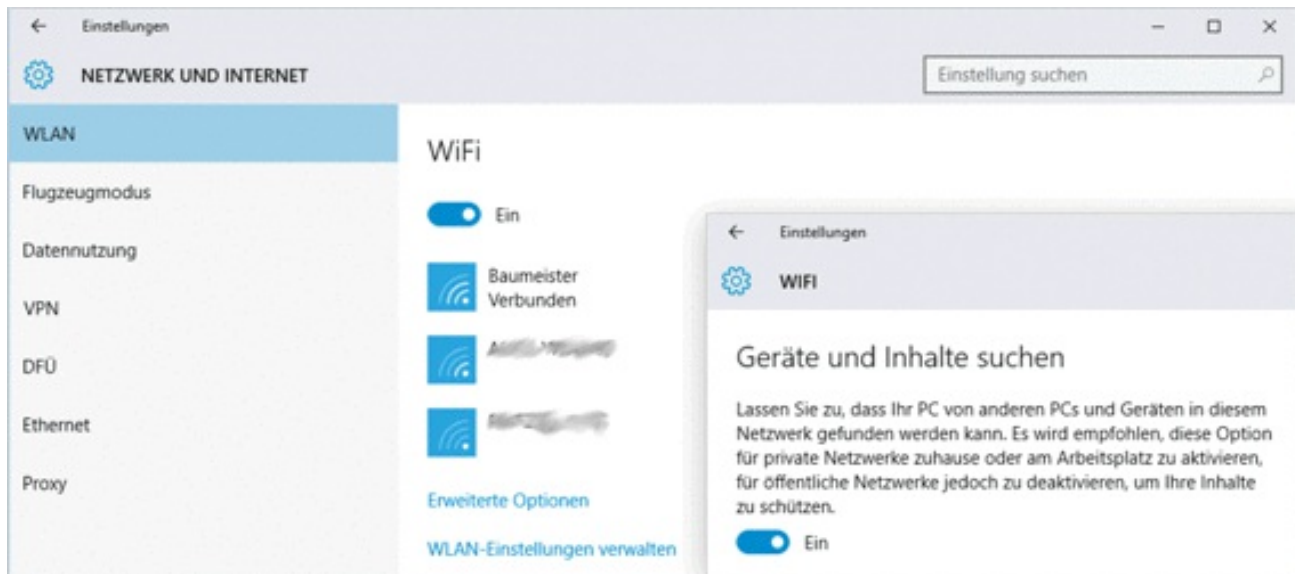 Einstellungen
NETZWERK UND INTERNET
Einstellung suchen
WLAN
Flugzeugmodus
Datennutzung
VPN
DFÜ
Ethernet
Proxy
WiFi
Ein
Baumeister
Verbunden
Erweiterte Optionen
WLAN-Einstellungen verwalten
Einstellungen
WIFI
Geräte und Inhalte suchen
Lassen Sie zu, dass Ihr PC von anderen PCs und Geräten in diesem
Netzwerk gefunden werden kann. Es wird empfohlen, diese Option
für private Netzwerke zuhause oder am Arbeitsplatz zu aktivieren,
für öffentliche Netzwerke jedoch zu deaktivieren, um Ihre Inhalte
zu schützen.
Ein